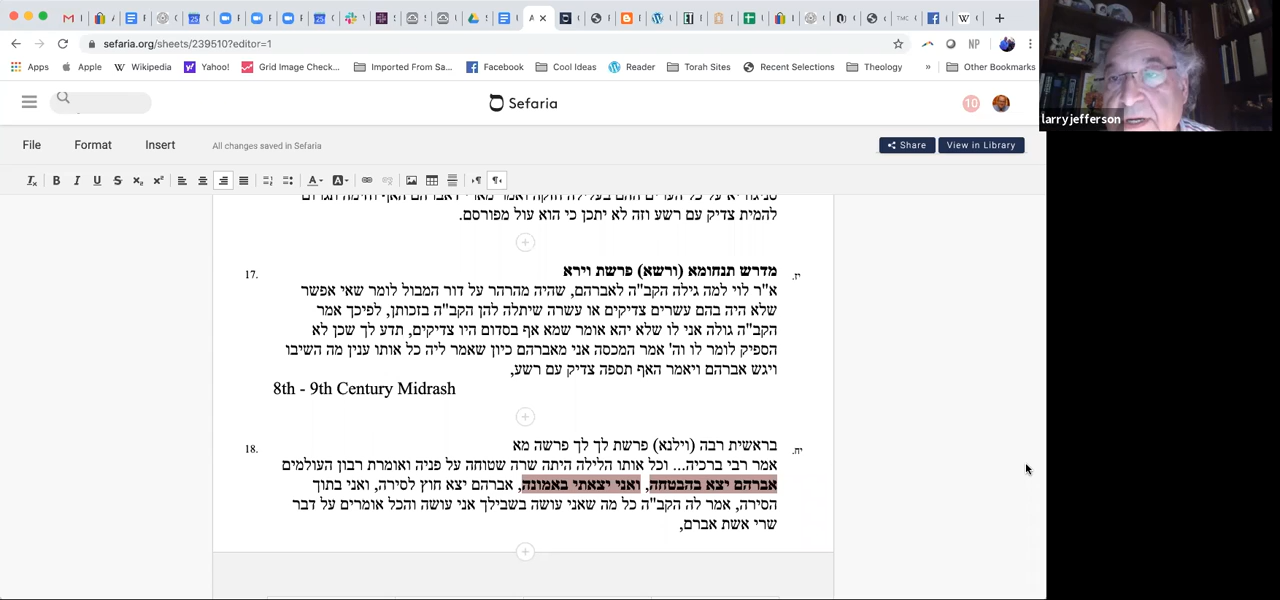 sefaria.org/sheets/239510?editor=1
NP
Apps Apple Wikipedia Yahoo! Grid Image Check... Imported From Sa... Facebook Cool Ideas Reader Torah Sites Recent Selections Theology » Other Bookmarks
larryjefferson
Sefaria
10
File Format Insert All changes saved in Sefaria
Share View in Library
להמית צדיק עם רשע וזה לא יתכן כי הוא עול מפורסם.
17.
יז.
מדרש תנחומא (ורשא) פרשת וירא
א"ר לוי למה גילה הקב"ה לאברהם, שהיה מהרהר על דור המבול לומר שאי אפשר
שלא היה בהם עשרים צדיקים או עשרה שיתלה להן הקב"ה בזכותן, לפיכך אמר
הקב"ה גולה אני לו שלא יהא אומר שמא אף בסדום היו צדיקים, תדע לך שכן לא
הספיק לומר לו וה' אמר המכסה אני מאברהם כיון שאמר ליה כל אותו ענין מה השיבו
ויגש אברהם ויאמר האף תספה צדיק עם רשע,
8th - 9th Century Midrash
18.
יח.
בראשית רבה (וילנא) פרשת לך לך פרשה מא
אמר רבי ברכיה... וכל אותו הלילה היתה שרה שטוחה על פניה ואומרת רבון העולמים
אברהם יצא בהבטחה, ואני יצאתי באמונה, אברהם יצא חוץ לסירה, ואני בתוך
הסירה, אמר לה הקב"ה כל מה שאני עושה בשבילך אני עושה והכל אומרים על דבר
שרי אשת אברם,